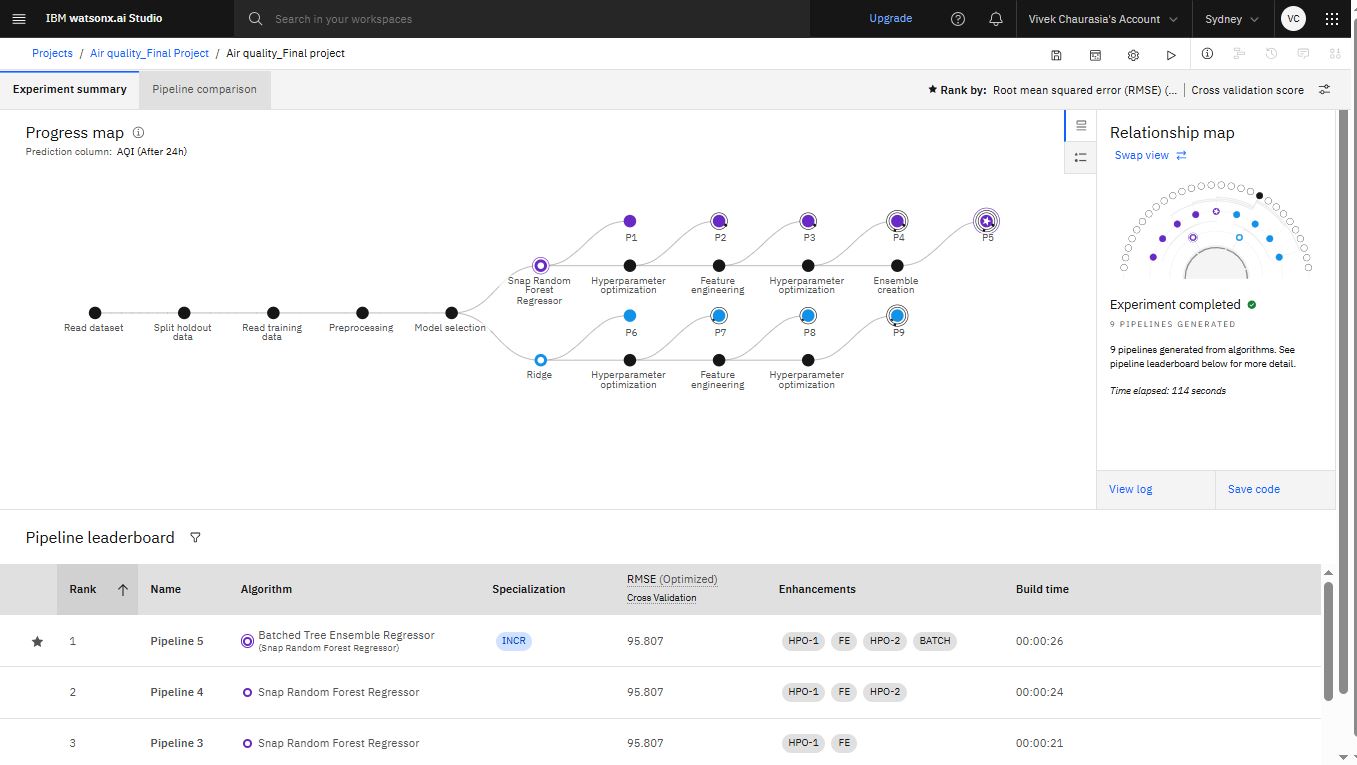 IBM watsonx.ai Studio
Search in your workspaces
Upgrade
Vivek Chaurasia's Account
Sydney
VC
Projects / Air quality_Final Project / Air quality_Final project
Experiment summary
Pipeline comparison
Rank by: Root mean squared error (RMSE) (... | Cross validation score
Progress map
Prediction column: AQI (After 24h)
P1
P2
P3
P4
P5
Snap Random
Forest
Regressor
Hyperparameter
optimization
Feature
engineering
Hyperparameter
optimization
Ensemble
creation
Read dataset
Split holdout
data
Read training
data
Preprocessing
Model selection
P6
P7
P8
P9
Ridge
Hyperparameter
optimization
Feature
engineering
Hyperparameter
optimization
Relationship map
Swap view
Experiment completed
9 PIPELINES GENERATED
9 pipelines generated from algorithms. See
pipeline leaderboard below for more detail.
Time elapsed: 114 seconds
View log
Save code
Pipeline leaderboard
Rank Name Algorithm Specialization RMSE (Optimized) Enhancements Build time
Cross Validation
1 Pipeline 5 Batched Tree Ensemble Regressor INCR 95.807 HPO-1 FE HPO-2 BATCH 00:00:26
(Snap Random Forest Regressor)
2 Pipeline 4 Snap Random Forest Regressor 95.807 HPO-1 FE HPO-2 00:00:24
3 Pipeline 3 Snap Random Forest Regressor 95.807 HPO-1 FE 00:00:21